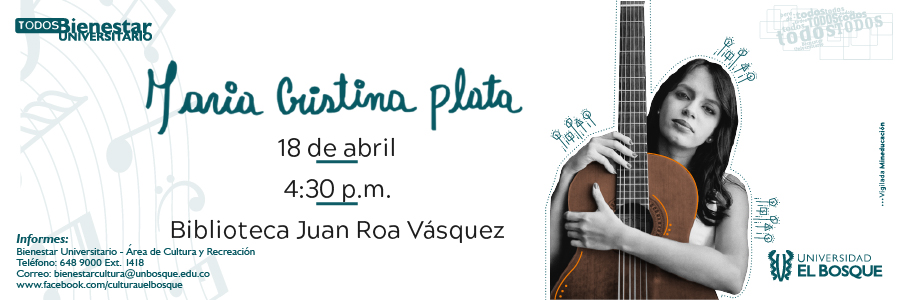 TODOS Bienestar
UNIVERSITARIO
Maria Cristina plata
18 de abril
4:30 p.m.
Biblioteca Juan Roa Vásquez
Informes:
Bienestar Universitario - Área de Cultura y Recreación
Teléfono: 648 9000 Ext. 1418
Correo: bienestarcultura@unbosque.edu.co
www.facebook.com/culturauelbosque
todos TODOS
Vigilada Mineducación
UNIVERSIDAD
EL BOSQUE